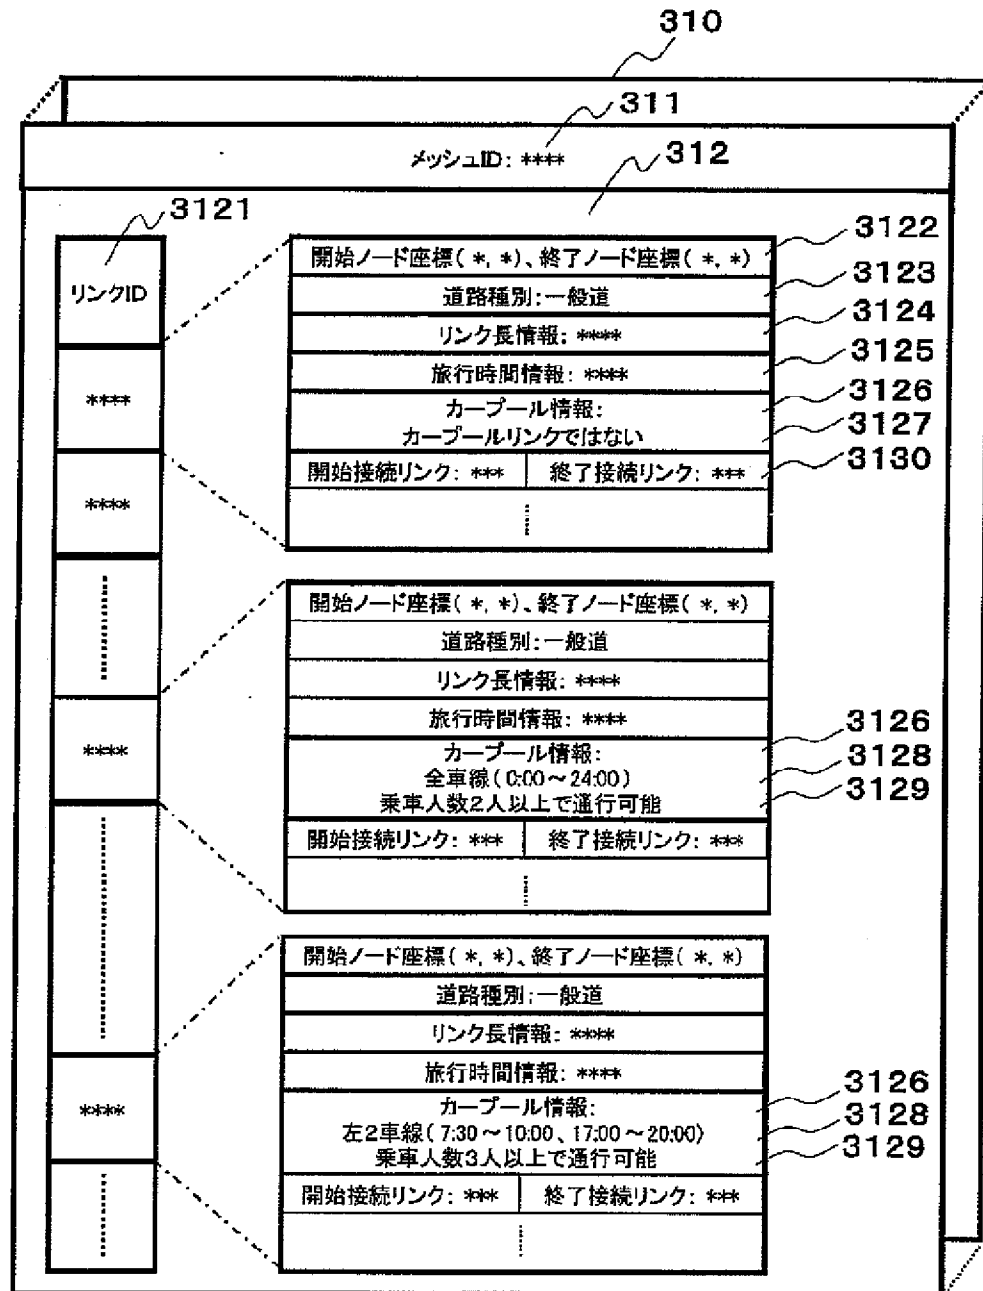 310
311
メッシュID: ****
312
3121
リンクID
****
****
****
****
3122
開始ノード座標( *, *)、終了ノード座標( *, *)
3123
道路種別:一般道
3124
リンク長情報: ****
3125
旅行時間情報: ****
3126
カープール情報:
3127
カープールリンクではない
3130
開始接続リンク: *** 終了接続リンク: ***
開始ノード座標( *, *)、終了ノード座標( *, *)
道路種別:一般道
リンク長情報: ****
旅行時間情報: ****
3126
カープール情報:
3128
全車線(0:00～24:00)
3129
乗車人数2人以上で通行可能
開始接続リンク: *** 終了接続リンク: ***
開始ノード座標( *, *)、終了ノード座標( *, *)
道路種別:一般道
リンク長情報: ****
旅行時間情報: ****
3126
カープール情報:
3128
左2車線( 7:30～10:00、17:00～20:00)
3129
乗車人数3人以上で通行可能
開始接続リンク: *** 終了接続リンク: ***